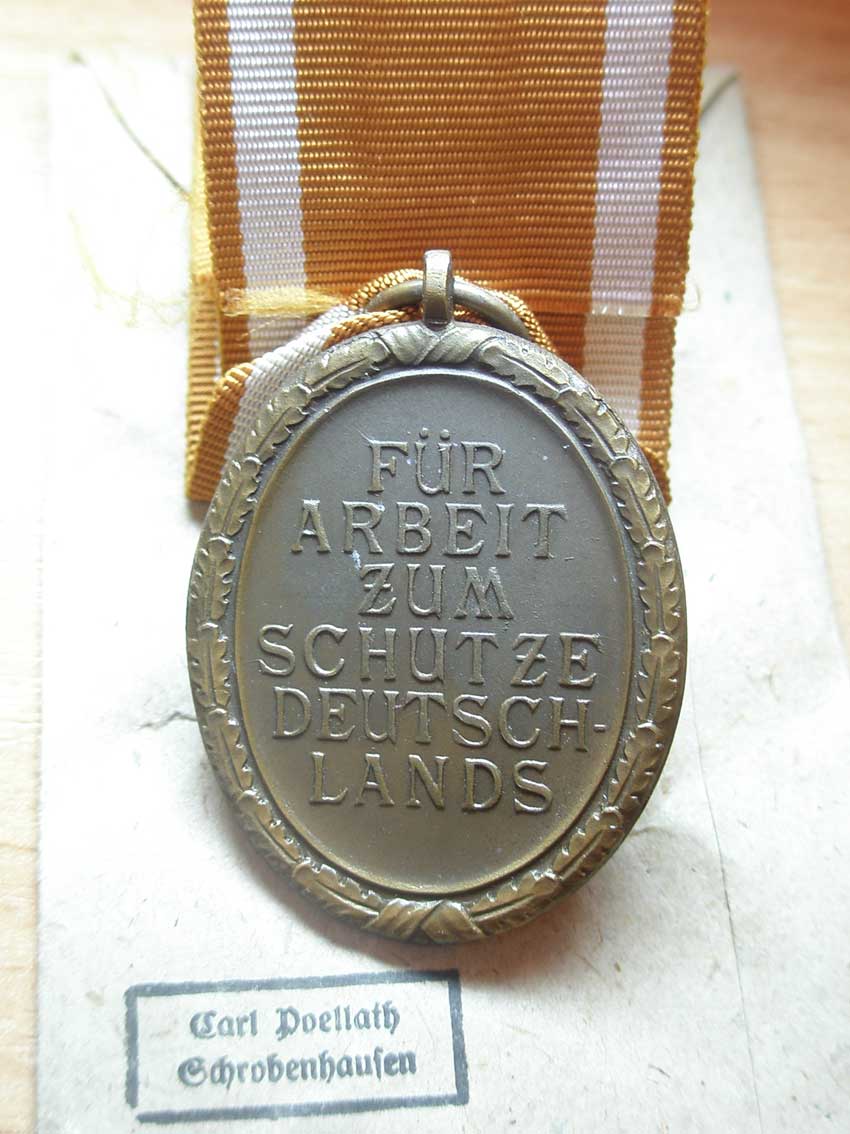 FÜR
ARBEIT
ZUM
SCHUTZE
DEUTSCH-
LANDS
Carl Poellath
Schrobenhausen